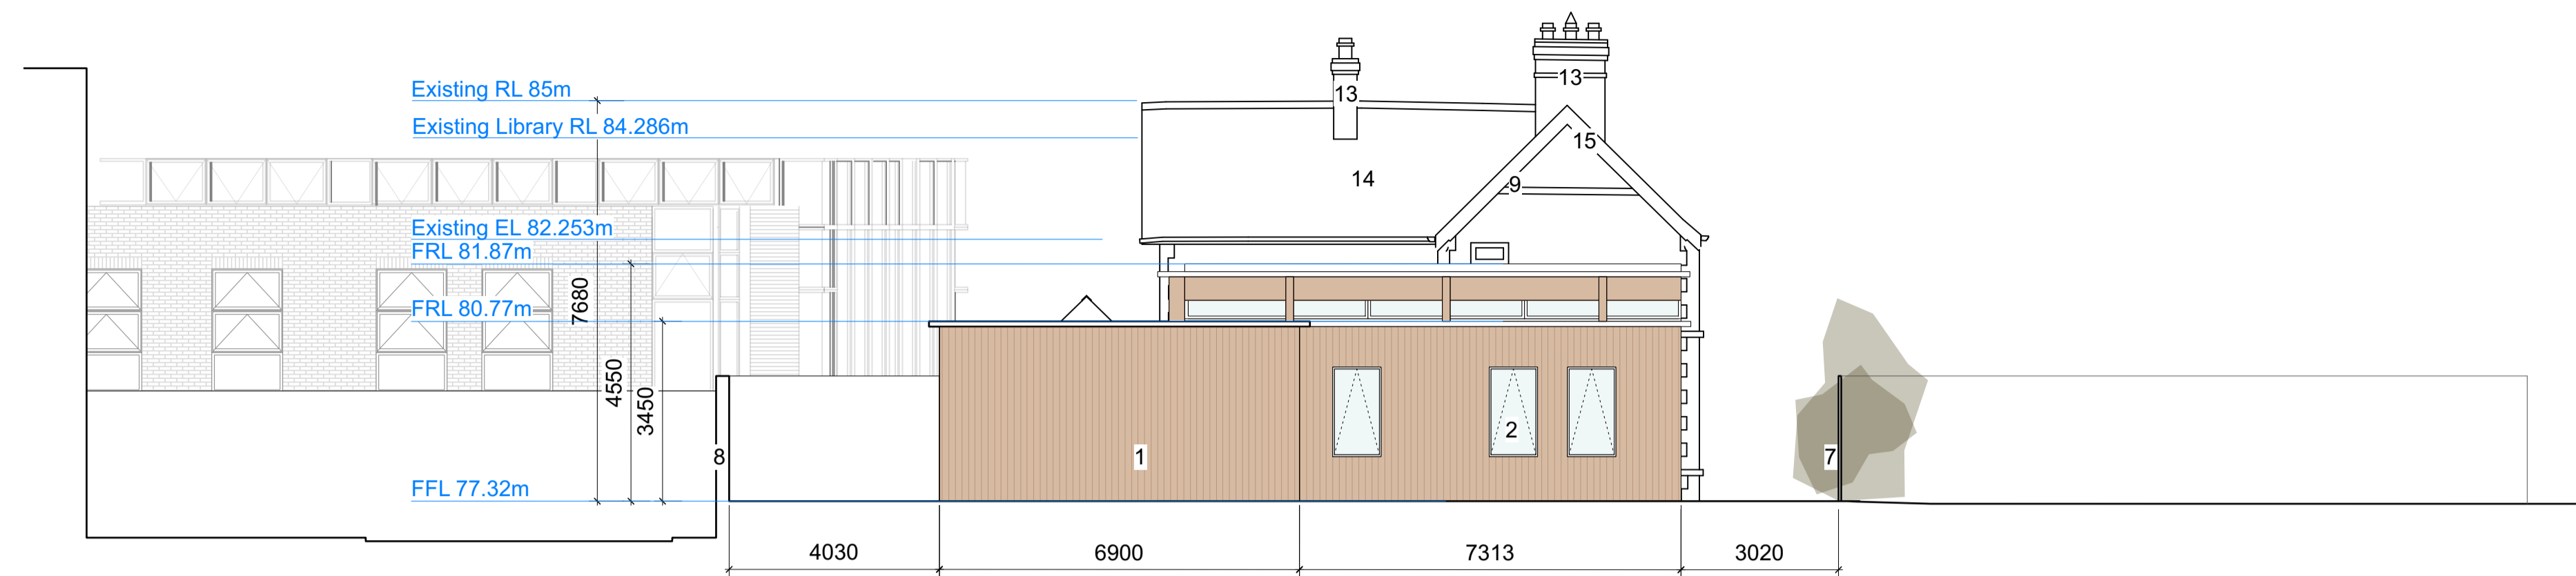 13
Existing RL 85m
13
Existing Library RL 84.286m
15
14
9
Existing EL 82.253m
FRL 81.87m
7680
FRL 80.77m
4550
3450
2
8
1
7
FFL 77.32m
4030
6900
7313
3020